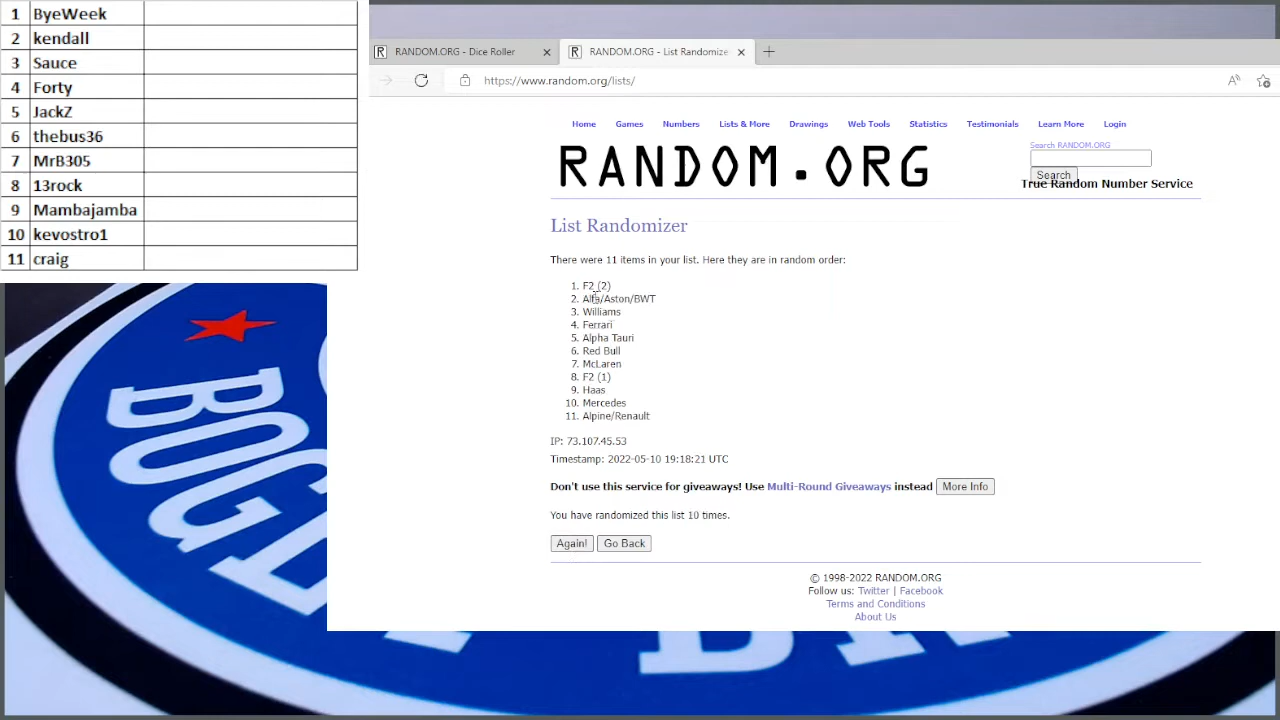 1 ByeWeek
2 kendall
3 Sauce
4 Forty
5 JackZ
6 thebus36
7 MrB305
8 13rock
9 Mambajamba
10 kevostro1
11 craig
RANDOM.ORG - Dice Roller
RANDOM.ORG - List Randomize
https://www.random.org/lists/
Home Games Numbers Lists & More Drawings Web Tools Statistics Testimonials Learn More Login
RANDOM.ORG
Search RANDOM.ORG
Search
True Random Number Service
List Randomizer
There were 11 items in your list. Here they are in random order:
1. F2 (2)
2. Alfa/Aston/BWT
3. Williams
4. Ferrari
5. Alpha Tauri
6. Red Bull
7. McLaren
8. F2 (1)
9. Haas
10. Mercedes
11. Alpine/Renault
IP: 73.107.45.53
Timestamp: 2022-05-10 19:18:21 UTC
Don't use this service for giveaways! Use Multi-Round Giveaways instead More Info
You have randomized this list 10 times.
Again! Go Back
© 1998-2022 RANDOM.ORG
Follow us: Twitter | Facebook
Terms and Conditions
About Us